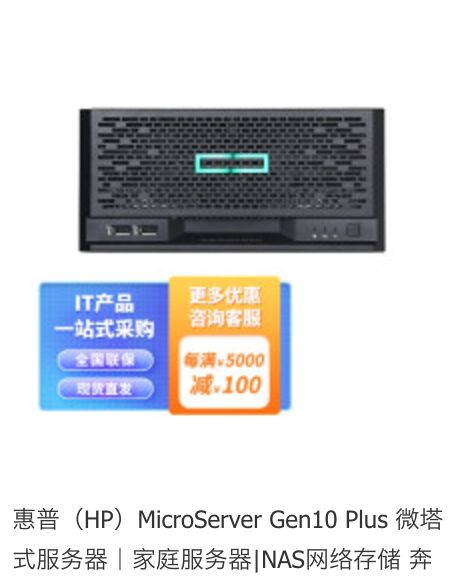 IT产品
一站式采购
全国联保
现货直发
更多优惠
咨询客服
每满¥5000
减¥100
惠普（HP）MicroServer Gen10 Plus 微塔
式服务器｜家庭服务器|NAS网络存储 奔